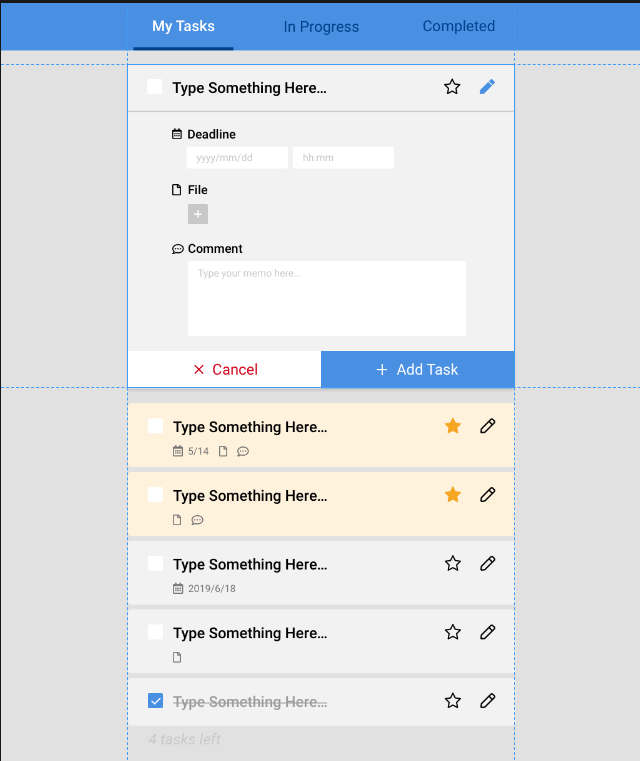 My Tasks In Progress Completed
Type Something Here…
Deadline
yyyy/mm/dd hh:mm
File
Comment
Type your memo here…
Cancel Add Task
Type Something Here…
5/14
Type Something Here…
Type Something Here…
2019/6/18
Type Something Here…
Type Something Here…
4 tasks left